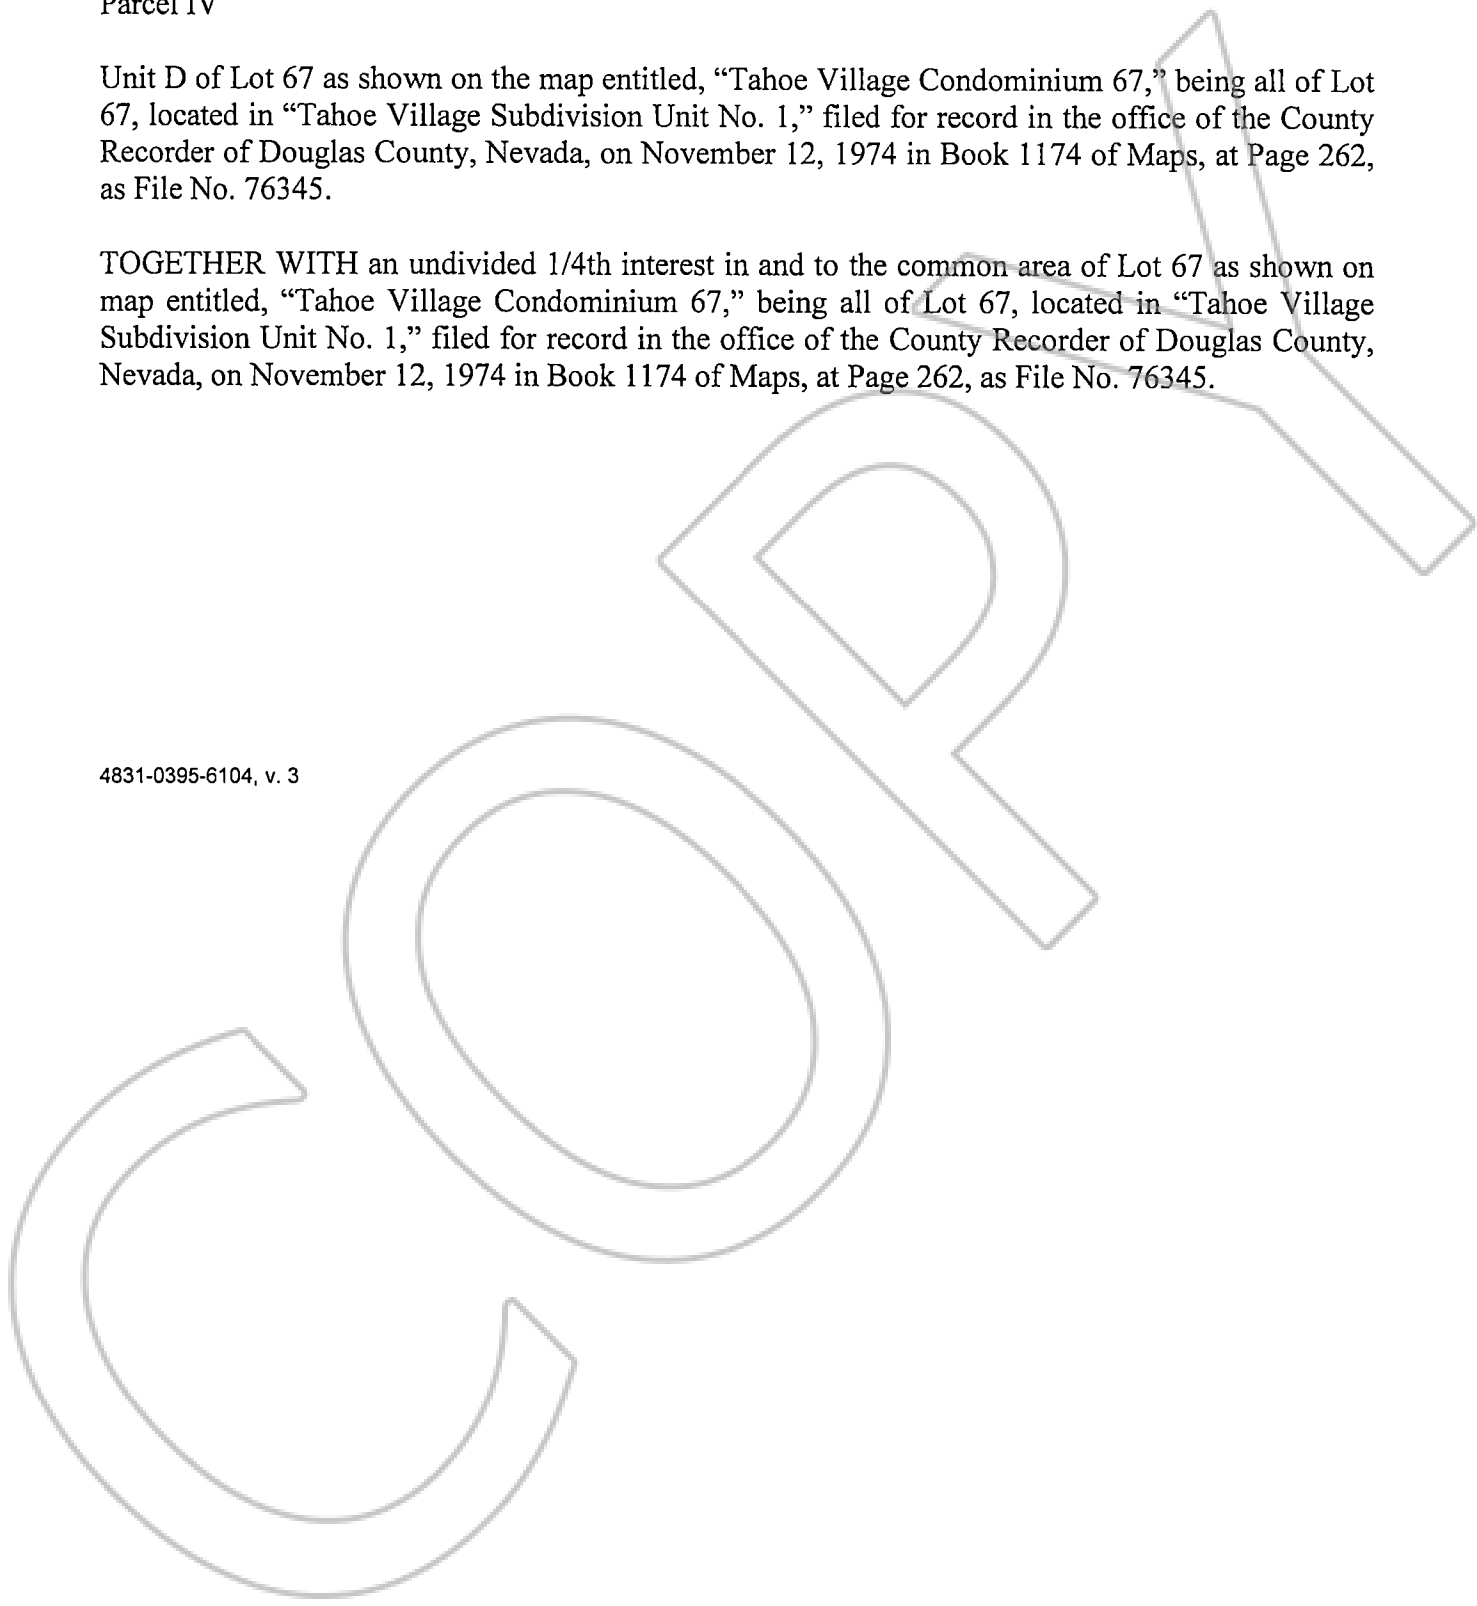 Parcel IV
Unit D of Lot 67 as shown on the map entitled, “Tahoe Village Condominium 67,” being all of Lot
67, located in “Tahoe Village Subdivision Unit No. 1,” filed for record in the office of the County
Recorder of Douglas County, Nevada, on November 12, 1974 in Book 1174 of Maps, at Page 262,
as File No. 76345.
TOGETHER WITH an undivided 1/4th interest in and to the common area of Lot 67 as shown on
map entitled, “Tahoe Village Condominium 67,” being all of Lot 67, located in “Tahoe Village
Subdivision Unit No. 1,” filed for record in the office of the County Recorder of Douglas County,
Nevada, on November 12, 1974 in Book 1174 of Maps, at Page 262, as File No. 76345.
4831-0395-6104, v. 3
COPY